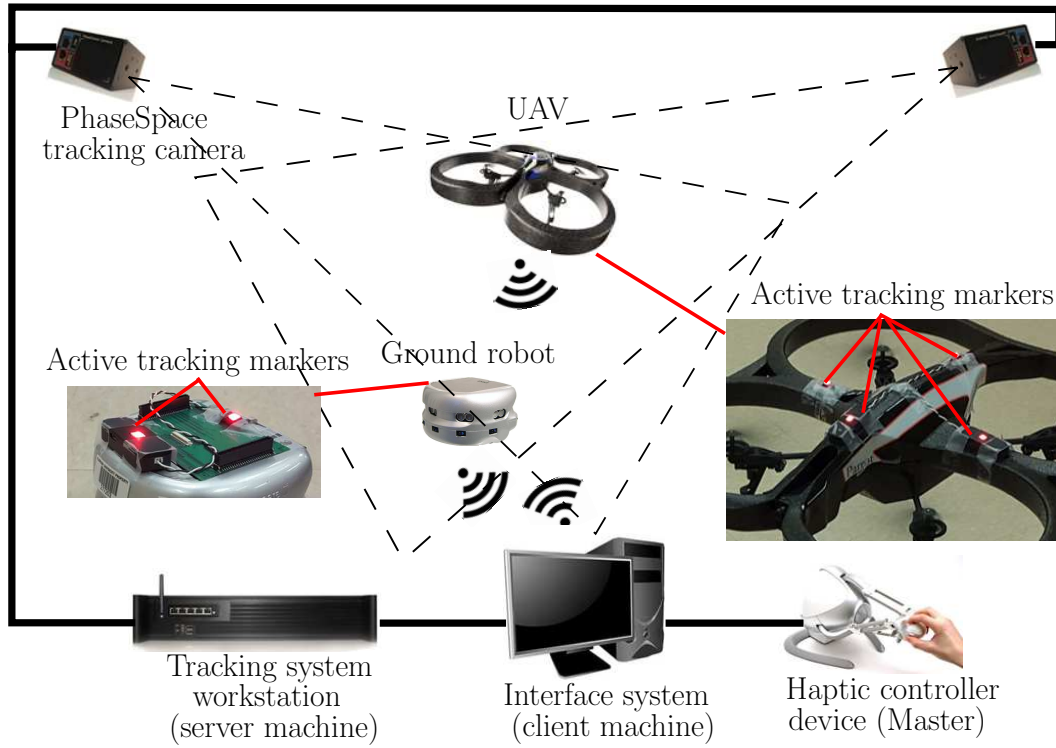 PhaseSpace
tracking camera
UAV
Active tracking markers
Active tracking markers
Ground robot
Parrot
Tracking system
workstation
(server machine)
Interface system
(client machine)
Haptic controller
device (Master)